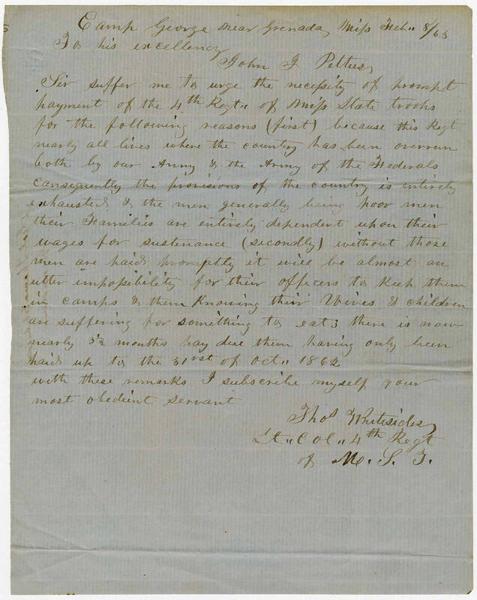 Camp George near Grenada, Miss Feb.. 8/63
To his excellency
John J Pettus,
Sir suffer me to urge the necessity of prompt
payment of the 4th Regt.. of Miss State troops
for the following reasons (first) because this Regt
nearly all lives where the country has been overrun
both by our Army & the Army of the Federals
consequently the provisions of the country is entirely
exhausted & the men generally being poor men
their Families are entirely dependent upon their
wages for sustenance (secondly) without those
men are paid promptly it will be almost an
utter impossibility for their officers to keep them
in camps & them knowing their Wives & children
are suffering for something to eat; there is now
nearly 3½ months pay due them having only been
paid up to the 31st of Oct.. 1862
with these remarks I subscribe myself your
most obedient servant
Thos Whitesides,
Lt.. Col.. 4th Regt
of M. S. T.